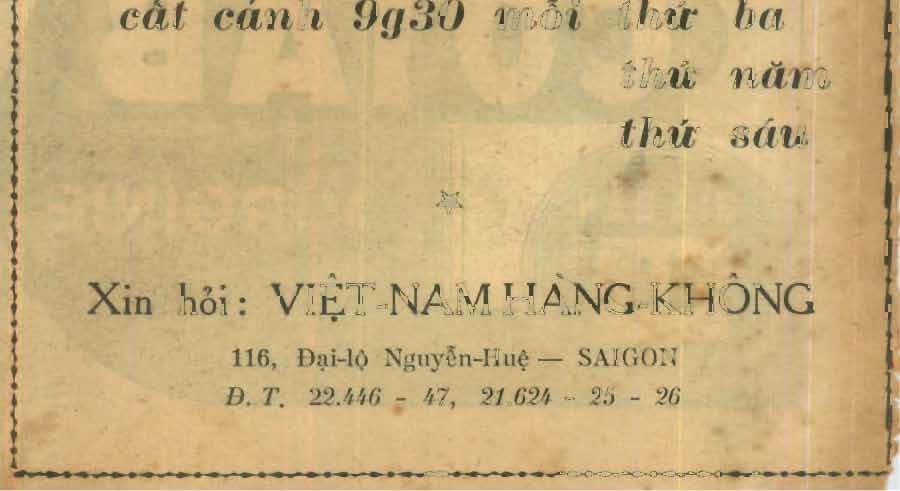 cất cánh 9g30 mỗi thứ ba
thứ năm
thứ sáu
Xin hỏi: VIỆT-NAM HÀNG-KHÔNG
116, Đại-lộ Nguyễn-Huệ — SAIGON
Đ. T. 22.446 - 47, 21.624 - 25 - 26